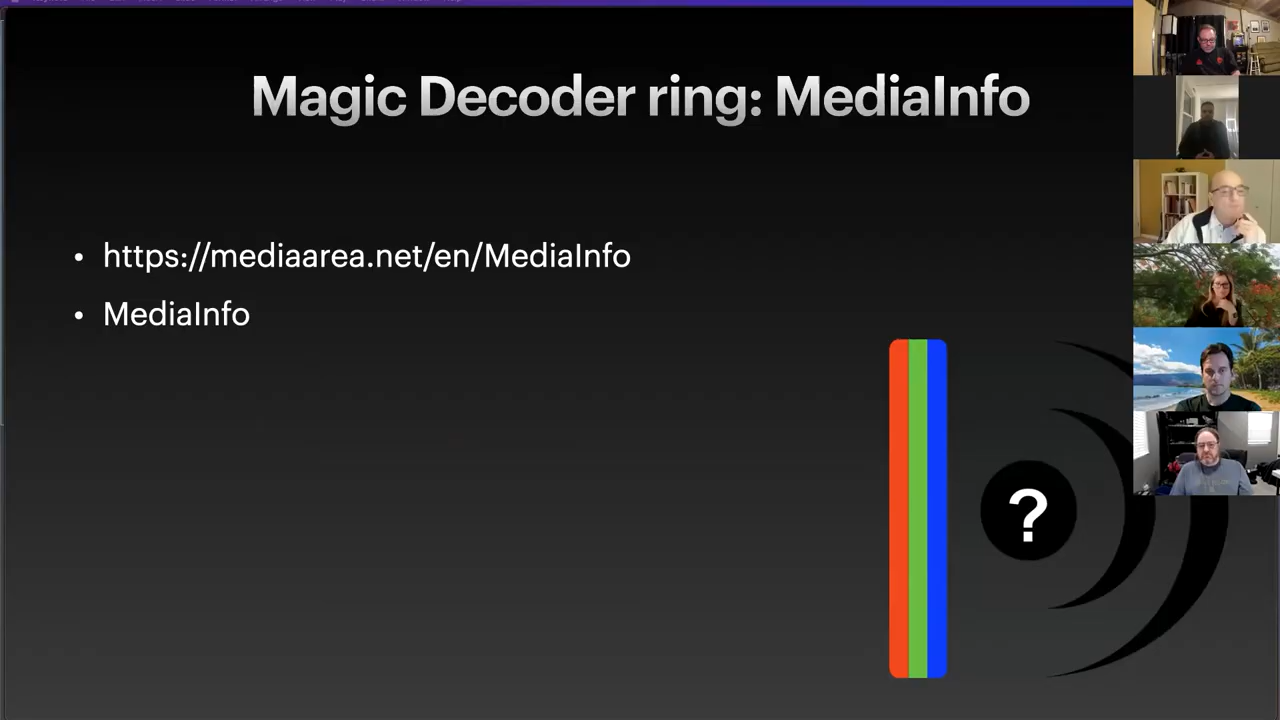 Magic Decoder ring: MediaInfo
• https://mediaarea.net/en/MediaInfo
• MediaInfo
?